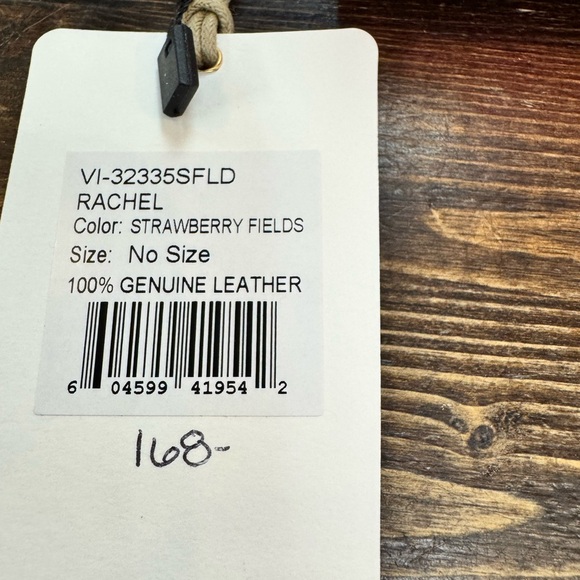 VI-32335SFLD
RACHEL
Color: STRAWBERRY FIELDS
Size: No Size
100% GENUINE LEATHER
6 04599 41954 2
168-